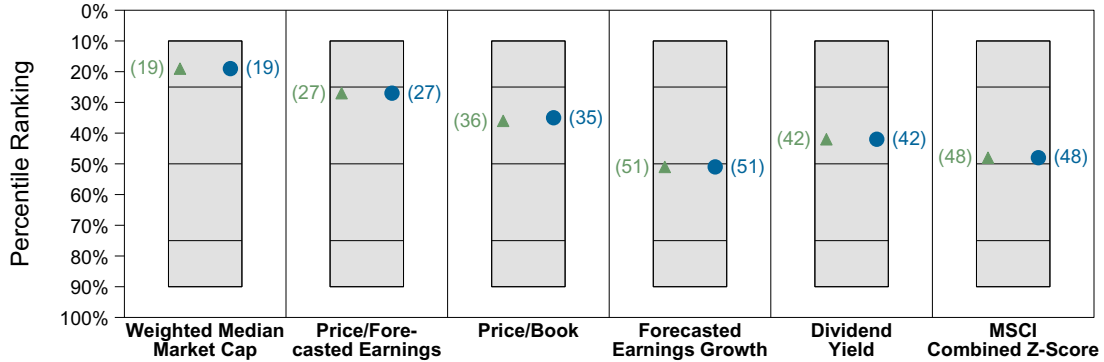 Percentile Ranking
0%
10%
20%
30%
40%
50%
60%
70%
80%
90%
100%
(19) (19)
(27) (27)
(36) (35)
(51) (51)
(42) (42)
(48) (48)
Weighted Median
Market Cap
Price/Fore-
casted Earnings
Price/Book
Forecasted
Earnings Growth
Dividend
Yield
MSCI
Combined Z-Score